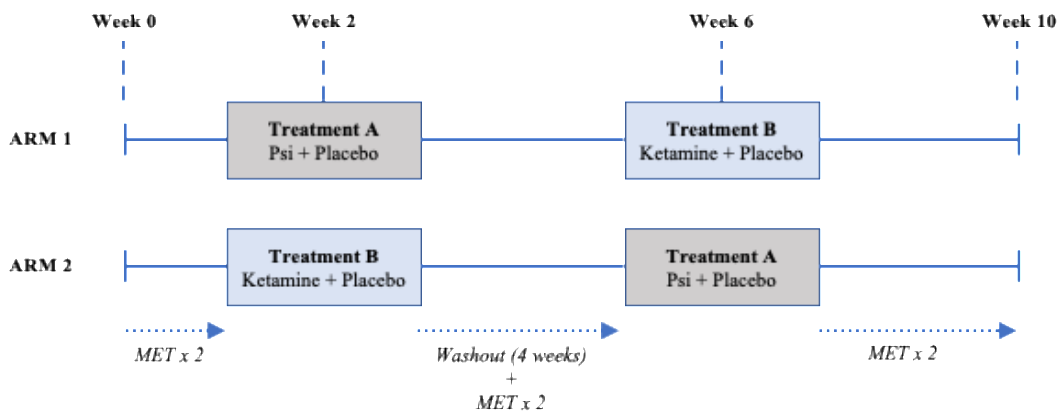 Week 0
Week 2
Week 6
Week 10
ARM 1
Treatment A
Psi + Placebo
Treatment B
Ketamine + Placebo
ARM 2
Treatment B
Ketamine + Placebo
Treatment A
Psi + Placebo
MET x 2
Washout (4 weeks)
+
MET x 2
MET x 2